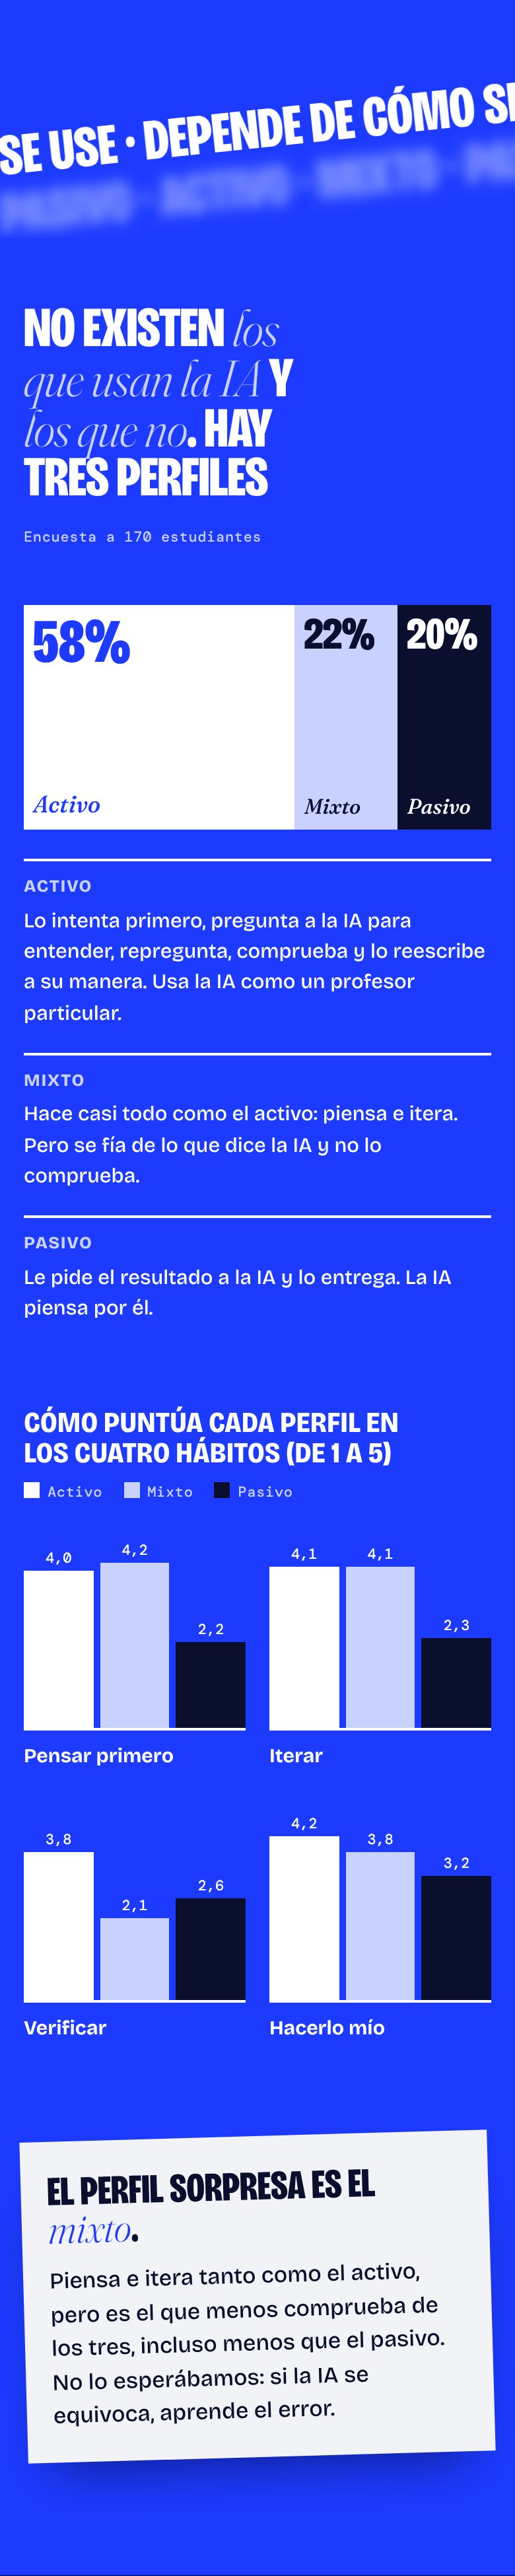 SE USE · DEPENDE DE CÓMO SE
PASIVO · ACTIVO · MIXTO ·
NO EXISTEN los
que usan la IA Y
los que no. HAY
TRES PERFILES
Encuesta a 170 estudiantes
58%
22%
20%
Activo
Mixto
Pasivo
ACTIVO
Lo intenta primero, pregunta a la IA para
entender, repregunta, comprueba y lo reescribe
a su manera. Usa la IA como un profesor
particular.
MIXTO
Hace casi todo como el activo: piensa e itera.
Pero se fía de lo que dice la IA y no lo
comprueba.
PASIVO
Le pide el resultado a la IA y lo entrega. La IA
piensa por él.
CÓMO PUNTÚA CADA PERFIL EN
LOS CUATRO HÁBITOS (DE 1 A 5)
Activo Mixto Pasivo
4,0 4,2 2,2
Pensar primero
4,1 4,1 2,3
Iterar
3,8 2,1 2,6
Verificar
4,2 3,8 3,2
Hacerlo mío
EL PERFIL SORPRESA ES EL
mixto.
Piensa e itera tanto como el activo,
pero es el que menos comprueba de
los tres, incluso menos que el pasivo.
No lo esperábamos: si la IA se
equivoca, aprende el error.